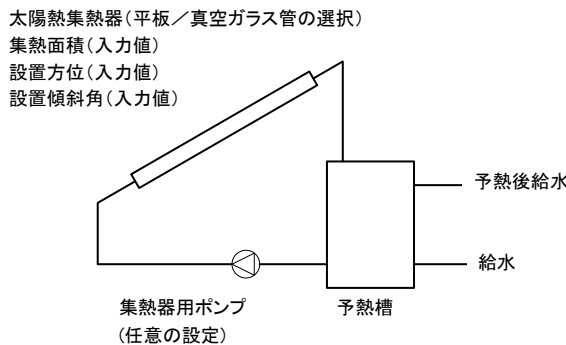 太陽熱集熱器(平板／真空ガラス管の選択)
集熱面積(入力値)
設置方位(入力値)
設置傾斜角(入力値)
予熱後給水
給水
集熱器用ポンプ
(任意の設定)
予熱槽